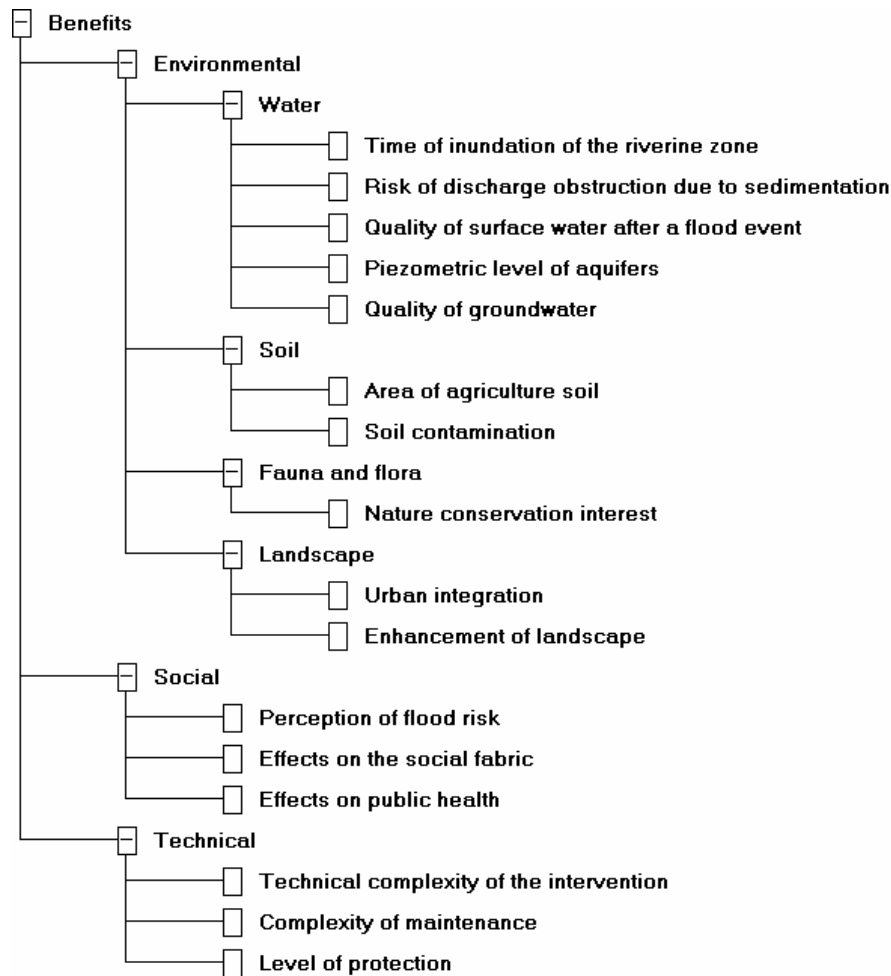 Benefits
Environmental
Water
Time of inundation of the riverine zone
Risk of discharge obstruction due to sedimentation
Quality of surface water after a flood event
Piezometric level of aquifers
Quality of groundwater
Soil
Area of agriculture soil
Soil contamination
Fauna and flora
Nature conservation interest
Landscape
Urban integration
Enhancement of landscape
Social
Perception of flood risk
Effects on the social fabric
Effects on public health
Technical
Technical complexity of the intervention
Complexity of maintenance
Level of protection